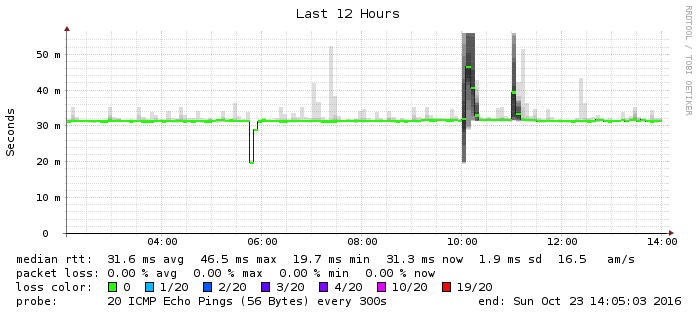 Last 12 Hours
RRDTOOL / TOBI OETIKER
Seconds
50 m
40 m
30 m
20 m
10 m
0
04:00 06:00 08:00 10:00 12:00 14:00
median rtt: 31.6 ms avg 46.5 ms max 19.7 ms min 31.3 ms now 1.9 ms sd 16.5 am/s
packet loss: 0.00 % avg 0.00 % max 0.00 % min 0.00 % now
loss color: 0 1/20 2/20 3/20 4/20 10/20 19/20
probe: 20 ICMP Echo Pings (56 Bytes) every 300s end: Sun Oct 23 14:05:03 2016